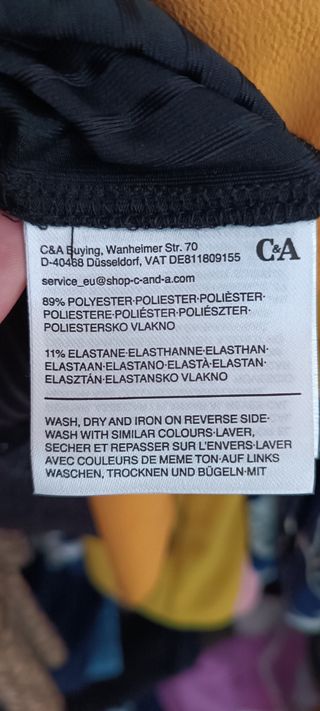 C&A Buying, Wanheimer Str. 70
D-40468 Düsseldorf, VAT DE811809155
C&A
service_eu@shop-c-and-a.com
89% POLYESTER·POLIESTER·POLIÈSTER·
POLIESTERE·POLIÉSTER·POLIÉSZTER·
POLIESTERSKO VLAKNO
11% ELASTANE·ELASTHANNE·ELASTHAN·
ELASTAAN·ELASTANO·ELASTÀ·ELASTAN·
ELASZTÁN·ELASTANSKO VLAKNO
WASH, DRY AND IRON ON REVERSE SIDE·
WASH WITH SIMILAR COLOURS·LAVER,
SECHER ET REPASSER SUR L'ENVERS·LAVER
AVEC COULEURS DE MEME TON·AUF LINKS
WASCHEN, TROCKNEN UND BÜGELN·MIT